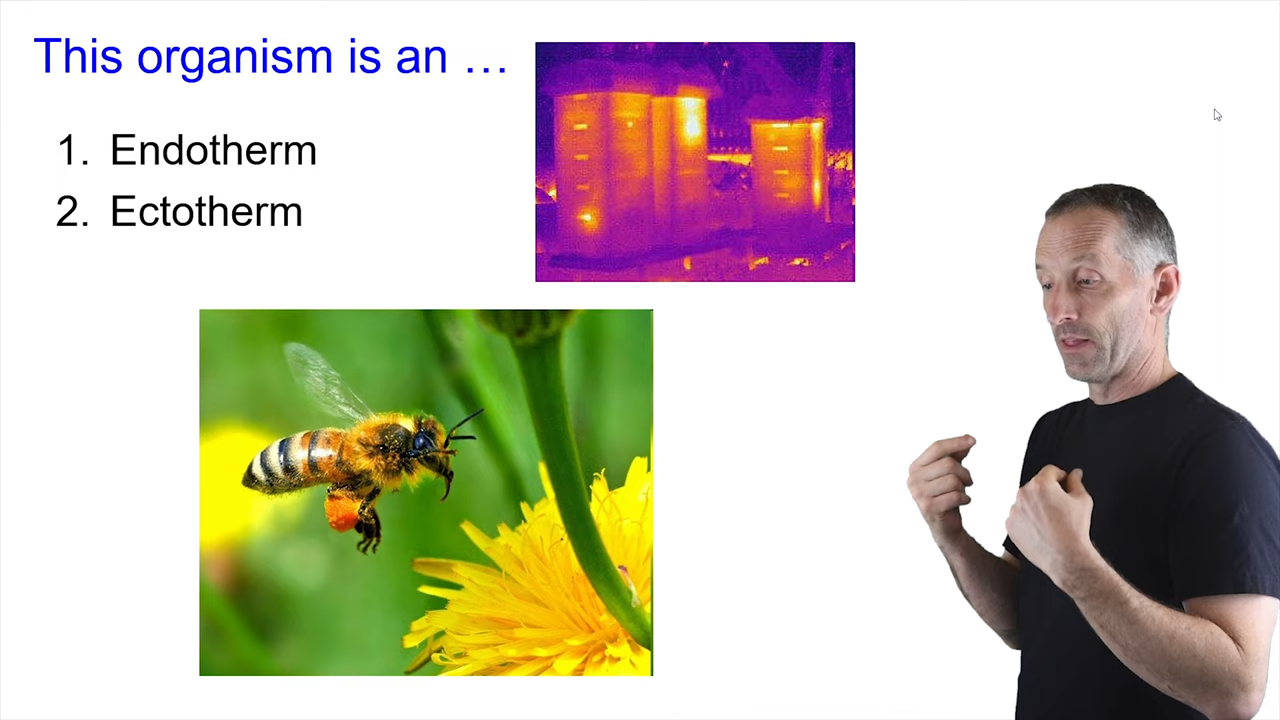 This organism is an …
1. Endotherm
2. Ectotherm